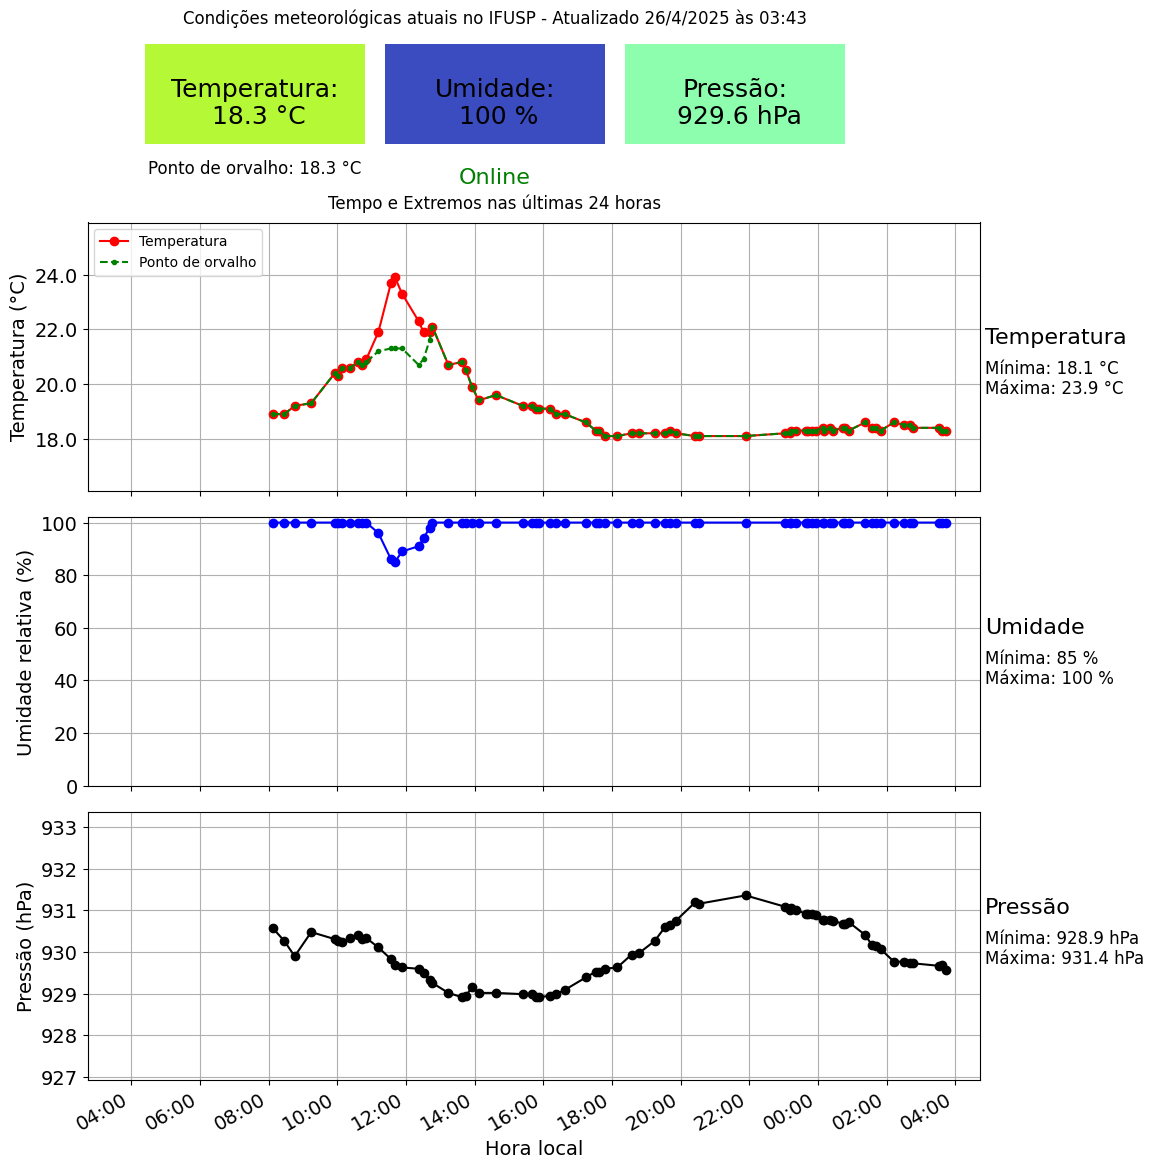 Condições meteorológicas atuais no IFUSP - Atualizado 26/4/2025 às 03:43
Temperatura:
18.3 °C
Umidade:
100 %
Pressão:
929.6 hPa
Ponto de orvalho: 18.3 °C
Online
Tempo e Extremos nas últimas 24 horas
Temperatura
Ponto de orvalho
Temperatura (°C)
24.0
22.0
20.0
18.0
Temperatura
Mínima: 18.1 °C
Máxima: 23.9 °C
Umidade relativa (%)
100
80
60
40
20
0
Umidade
Mínima: 85 %
Máxima: 100 %
Pressão (hPa)
933
932
931
930
929
928
927
Pressão
Mínima: 928.9 hPa
Máxima: 931.4 hPa
04:00 06:00 08:00 10:00 12:00 14:00 16:00 18:00 20:00 22:00 00:00 02:00 04:00
Hora local